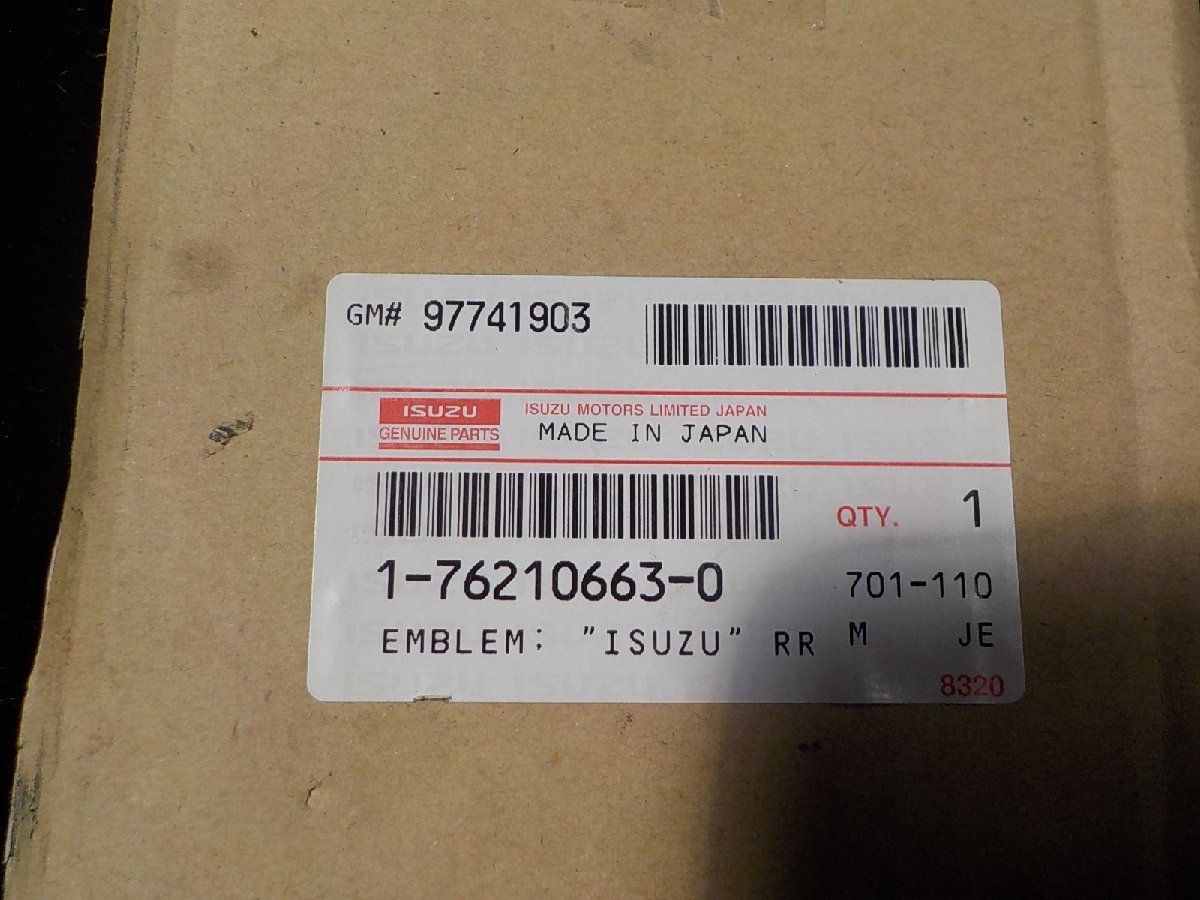 GM# 97741903
ISUZU
GENUINE PARTS
ISUZU MOTORS LIMITED JAPAN
MADE IN JAPAN
QTY. 1
1-76210663-0
701-110
EMBLEM; "ISUZU" RR M JE
8320